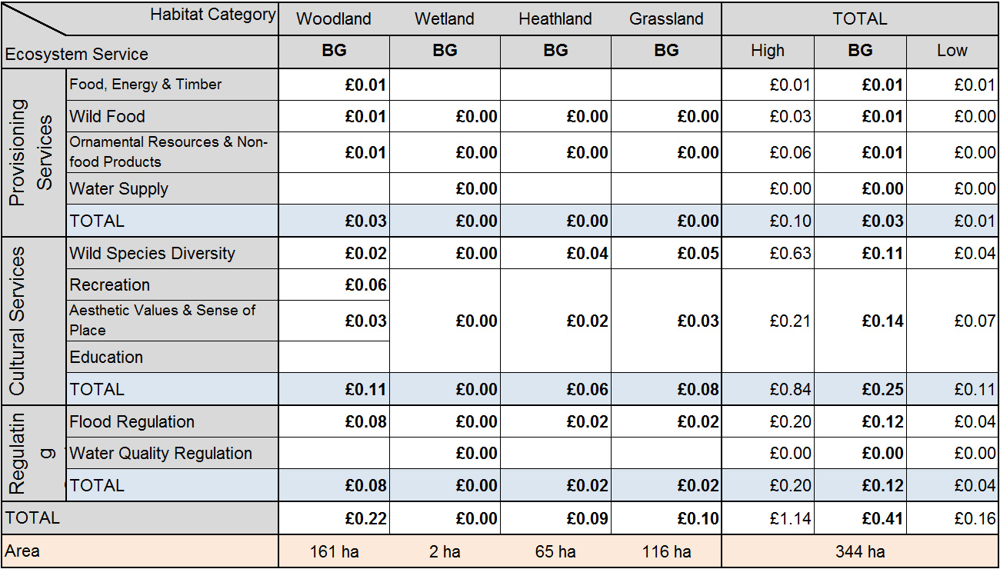 Habitat Category Woodland Wetland Heathland Grassland TOTAL
Ecosystem Service BG BG BG BG High BG Low
Provisioning Services
Food, Energy & Timber £0.01 £0.01 £0.01 £0.01
Wild Food £0.01 £0.00 £0.00 £0.00 £0.03 £0.01 £0.00
Ornamental Resources & Non-
food Products £0.01 £0.00 £0.00 £0.00 £0.06 £0.01 £0.00
Water Supply £0.00 £0.00 £0.00 £0.00
TOTAL £0.03 £0.00 £0.00 £0.00 £0.10 £0.03 £0.01
Cultural Services
Wild Species Diversity £0.02 £0.00 £0.04 £0.05 £0.63 £0.11 £0.04
Recreation £0.06
Aesthetic Values & Sense of
Place £0.03 £0.00 £0.02 £0.03 £0.21 £0.14 £0.07
Education
TOTAL £0.11 £0.00 £0.06 £0.08 £0.84 £0.25 £0.11
Regulatin
g
Flood Regulation £0.08 £0.00 £0.02 £0.02 £0.20 £0.12 £0.04
Water Quality Regulation £0.00 £0.00 £0.00 £0.00
TOTAL £0.08 £0.00 £0.02 £0.02 £0.20 £0.12 £0.04
TOTAL £0.22 £0.00 £0.09 £0.10 £1.14 £0.41 £0.16
Area 161 ha 2 ha 65 ha 116 ha 344 ha